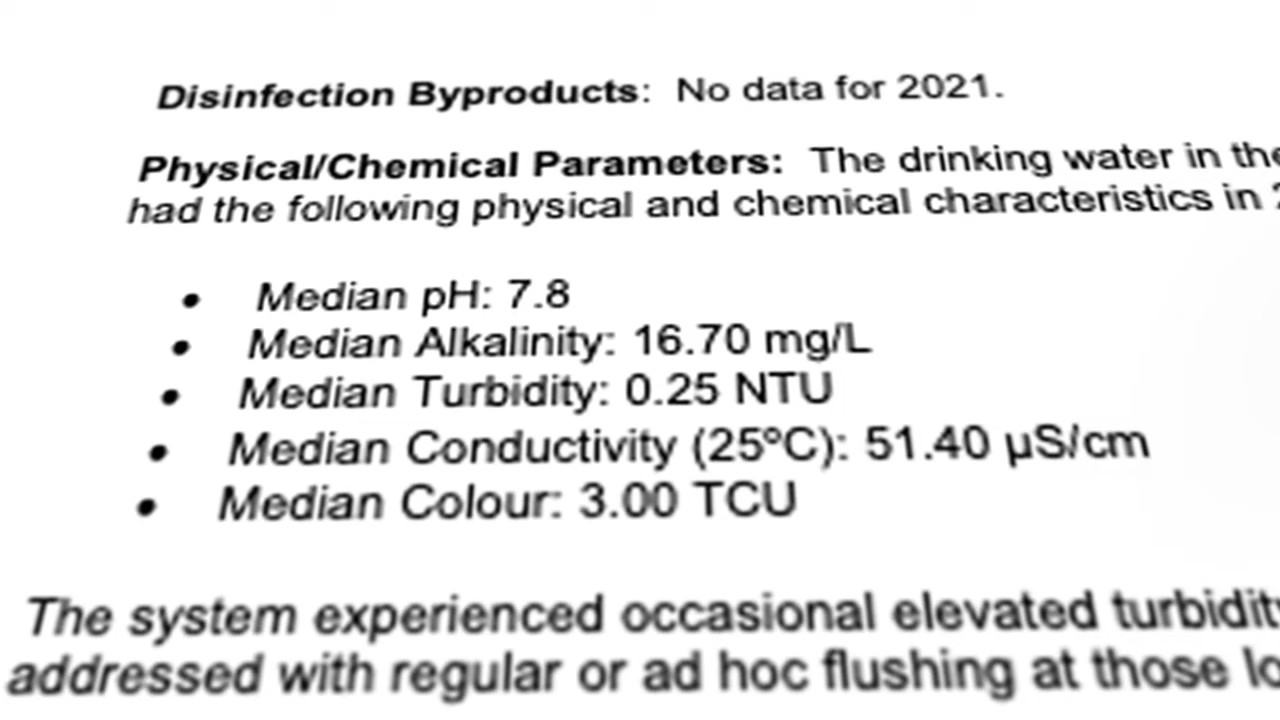 Disinfection Byproducts: No data for 2021.
Physical/Chemical Parameters: The drinking water in the
had the following physical and chemical characteristics in
• Median pH: 7.8
• Median Alkalinity: 16.70 mg/L
• Median Turbidity: 0.25 NTU
• Median Conductivity (25ºC): 51.40 µS/cm
• Median Colour: 3.00 TCU
The system experienced occasional elevated turbidity
addressed with regular or ad hoc flushing at those